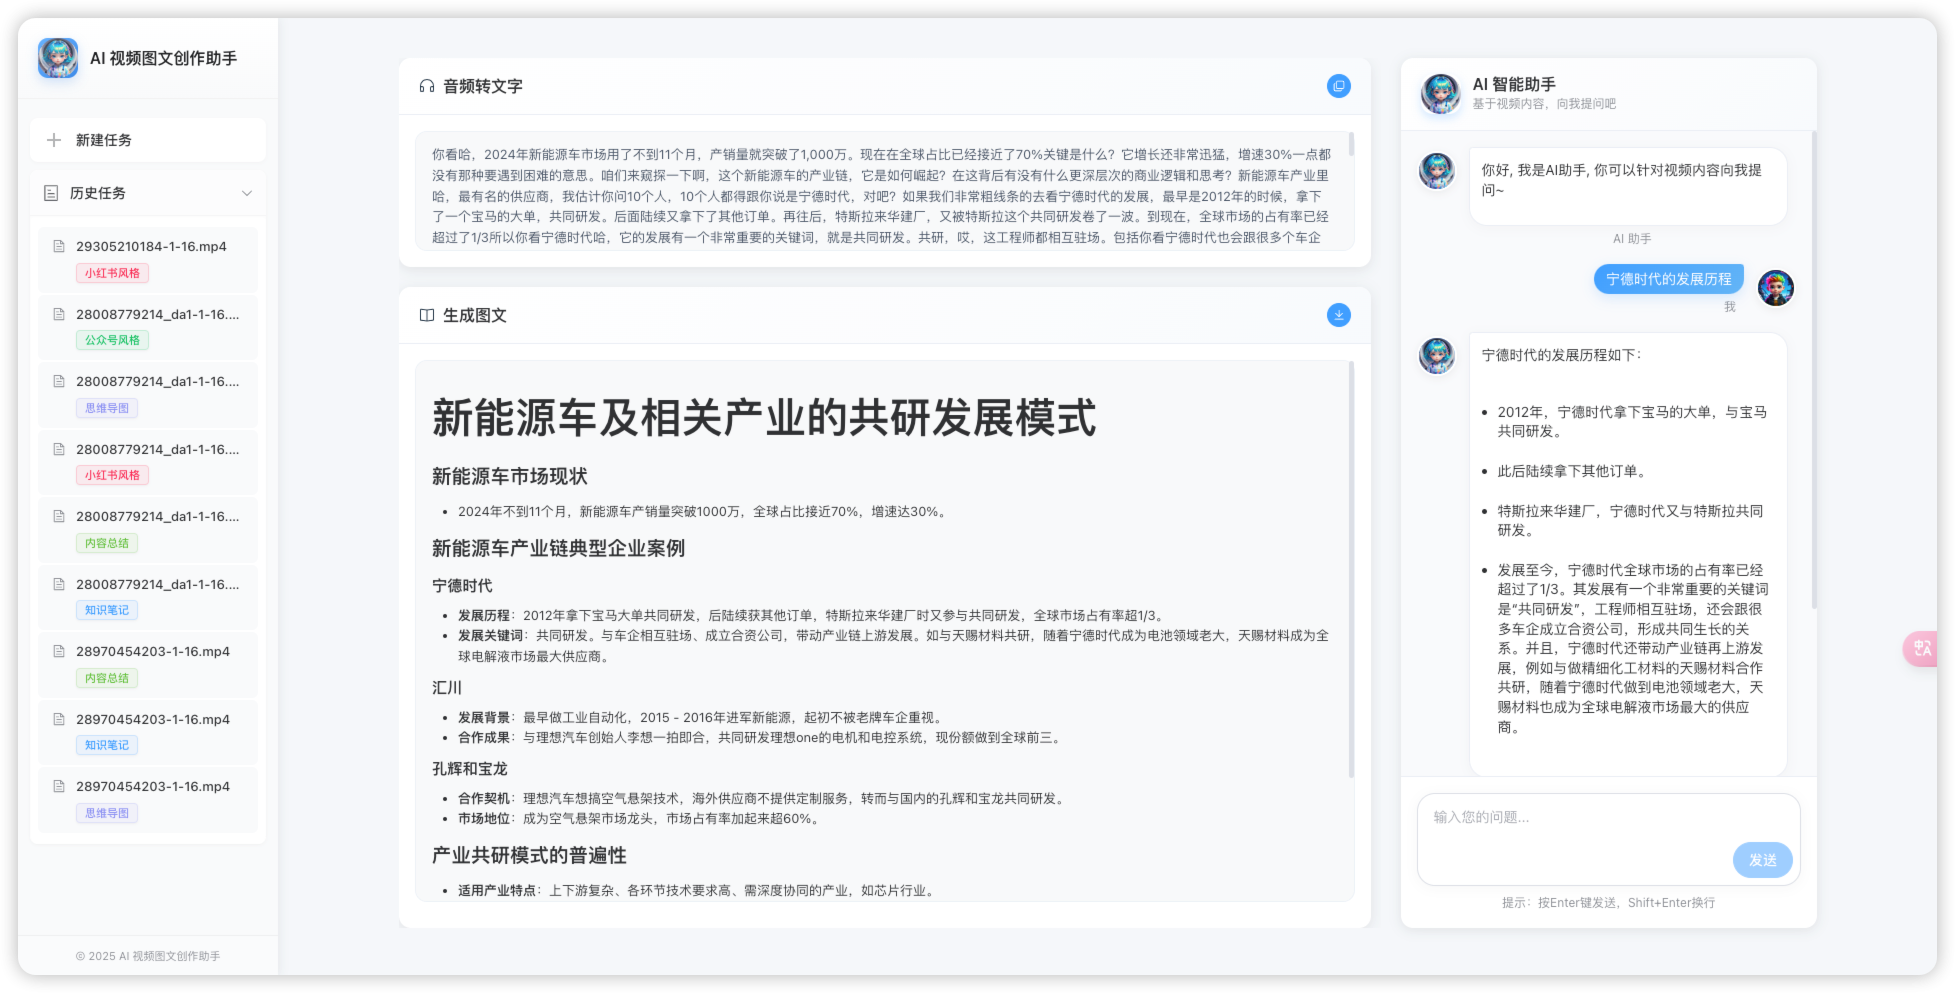 AI 视频图文创作助手
新建任务
历史任务
29305210184-1-16.mp4
小红书风格
28008779214_da1-1-16....
公众号风格
28008779214_da1-1-16....
思维导图
28008779214_da1-1-16....
小红书风格
28008779214_da1-1-16....
内容总结
28008779214_da1-1-16....
知识笔记
28970454203-1-16.mp4
内容总结
28970454203-1-16.mp4
知识笔记
28970454203-1-16.mp4
思维导图
© 2025 AI 视频图文创作助手
音频转文字
你看哈，2024年新能源车市场用了不到11个月，产销量就突破了1,000万。现在在全球占比已经接近了70%关键是什么？它增长还非常迅猛，增速30%一点都
没有那种要遇到困难的意思。咱们来窥探一下啊，这个新能源车的产业链，它是如何崛起？在这背后有没有什么更深层次的商业逻辑和思考？新能源车产业里
哈，最有名的供应商，我估计你问10个人，10个人都得跟你说是宁德时代，对吧？如果我们非常粗线条的去看宁德时代的发展，最早是2012年的时候，拿下
了一个宝马的大单，共同研发。后面陆续又拿下了其他订单。再往后，特斯拉来华建厂，又被特斯拉这个共同研发卷了一波。到现在，全球市场的占有率已经
超过了1/3所以你看宁德时代哈，它的发展有一个非常重要的关键词，就是共同研发。共研，哎，这工程师都相互驻场。包括你看宁德时代也会跟很多个车企
生成图文
新能源车及相关产业的共研发展模式
新能源车市场现状
• 2024年不到11个月，新能源车产销量突破1000万，全球占比接近70%，增速达30%。
新能源车产业链典型企业案例
宁德时代
• 发展历程：2012年拿下宝马大单共同研发，后陆续获其他订单，特斯拉来华建厂时又参与共同研发，全球市场占有率超1/3。
• 发展关键词：共同研发。与车企相互驻场、成立合资公司，带动产业链上游发展。如与天赐材料共研，随着宁德时代成为电池领域老大，天赐材料成为全
球电解液市场最大供应商。
汇川
• 发展背景：最早做工业自动化，2015 - 2016年进军新能源，起初不被老牌车企重视。
• 合作成果：与理想汽车创始人李想一拍即合，共同研发理想one的电机和电控系统，现份额做到全球前三。
孔辉和宝龙
• 合作契机：理想汽车想搞空气悬架技术，海外供应商不提供定制服务，转而与国内的孔辉和宝龙共同研发。
• 市场地位：成为空气悬架市场龙头，市场占有率加起来超60%。
产业共研模式的普遍性
• 适用产业特点：上下游复杂、各环节技术要求高、需深度协同的产业，如芯片行业。
AI 智能助手
基于视频内容，向我提问吧
你好, 我是AI助手, 你可以针对视频内容向我提
问~
AI 助手
宁德时代的发展历程
我
宁德时代的发展历程如下：
• 2012年，宁德时代拿下宝马的大单，与宝马
共同研发。
• 此后陆续拿下其他订单。
• 特斯拉来华建厂，宁德时代又与特斯拉共同
研发。
• 发展至今，宁德时代全球市场的占有率已经
超过了1/3。其发展有一个非常重要的关键词
是“共同研发”，工程师相互驻场，还会跟很
多车企成立合资公司，形成共同生长的关
系。并且，宁德时代还带动产业链再上游发
展，例如与做精细化工材料的天赐材料合作
共研，随着宁德时代做到电池领域老大，天
赐材料也成为全球电解液市场最大的供应
商。
输入您的问题...
发送
提示：按Enter键发送，Shift+Enter换行
中A